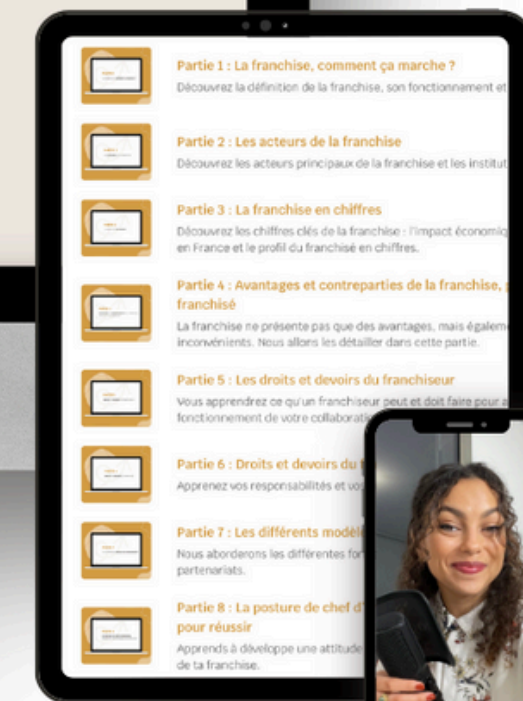 Partie 1 : La franchise, comment ça marche ?
Découvrez la définition de la franchise, son fonctionnement et
Partie 2 : Les acteurs de la franchise
Découvrez les acteurs principaux de la franchise et les institut
Partie 3 : La franchise en chiffres
Découvrez les chiffres clés de la franchise : l'impact économiq
en France et le profil du franchisé en chiffres.
Partie 4 : Avantages et contreparties de la franchise,
franchisé
La franchise ne présente pas que des avantages, mais égalem
inconvénients. Nous allons les détailler dans cette partie.
Partie 5 : Les droits et devoirs du franchiseur
Vous apprendrez ce qu'un franchiseur peut et doit faire pour a
fonctionnement de votre collaborati
Partie 6 : Droits et devoirs du
Apprenez vos responsabilités et vos
Partie 7 : Les différents modèl
Nous aborderons les différentes for
partenariats.
Partie 8 : La posture de chef d'
pour réussir
Apprends à développe une attitude
de ta franchise.